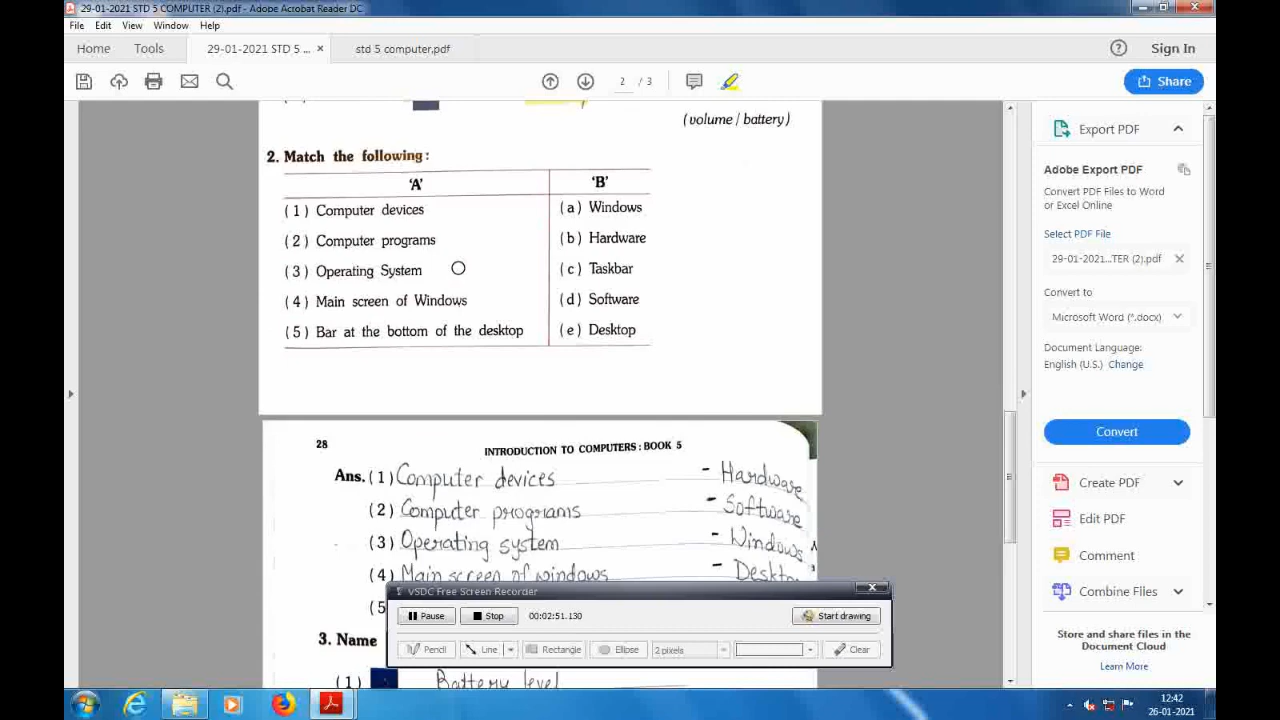 29-01-2021 STD 5 COMPUTER (2).pdf - Adobe Acrobat Reader DC
File Edit View Window Help
Home Tools 29-01-2021 STD 5 ... × std 5 computer.pdf Sign In
2 / 3 Share
(volume / battery)
2. Match the following:
'A' 'B'
(1) Computer devices (a) Windows
(2) Computer programs (b) Hardware
(3) Operating System (c) Taskbar
(4) Main screen of Windows (d) Software
(5) Bar at the bottom of the desktop (e) Desktop
28 INTRODUCTION TO COMPUTERS : BOOK 5
Ans. (1) Computer devices - Hardware
(2) Computer programs - Software
(3) Operating system - Windows
(4) Main screen of windows - Deskto
(5
3. Name
(1) Battery level
VSDC Free Screen Recorder
Pause Stop 00:02:51.130 Start drawing
Pencil Line Rectangle Ellipse 2 pixels Clear
Export PDF
Adobe Export PDF
Convert PDF Files to Word
or Excel Online
Select PDF File
29-01-2021...TER (2).pdf ×
Convert to
Microsoft Word (*.docx)
Document Language:
English (U.S.) Change
Convert
Create PDF
Edit PDF
Comment
Combine Files
Store and share files in the
Document Cloud
Learn More
12:42
26-01-2021